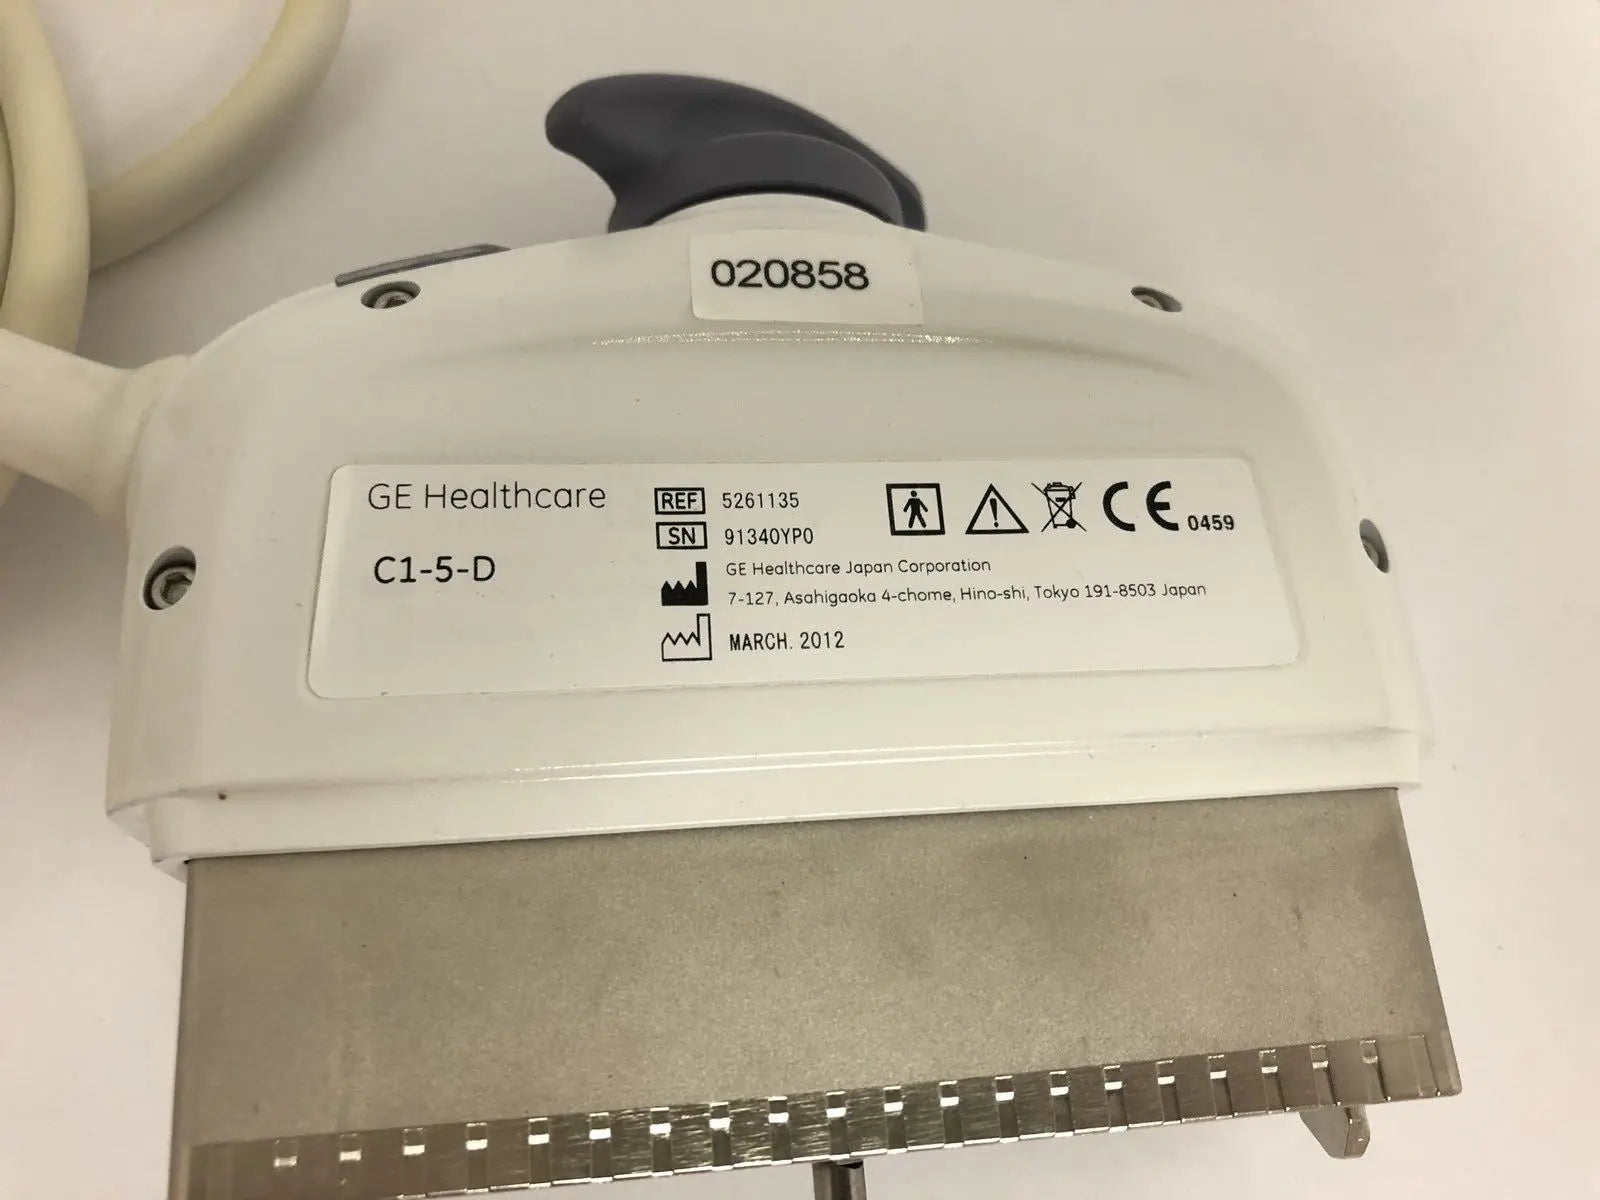 020858
GE Healthcare
C1-5-D
REF 5261135
SN 91340YP0
GE Healthcare Japan Corporation
7-127, Asahigaoka 4-chome, Hino-shi, Tokyo 191-8503 Japan
MARCH. 2012
CE 0459